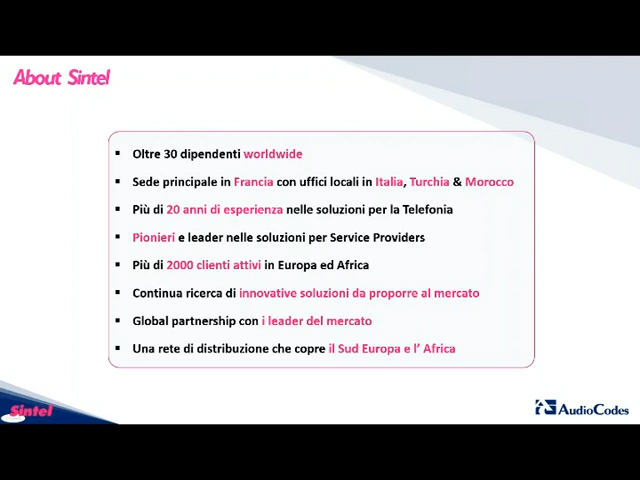 About Sintel
▪ Oltre 30 dipendenti worldwide
▪ Sede principale in Francia con uffici locali in Italia, Turchia & Morocco
▪ Più di 20 anni di esperienza nelle soluzioni per la Telefonia
▪ Pionieri e leader nelle soluzioni per Service Providers
▪ Più di 2000 clienti attivi in Europa ed Africa
▪ Continua ricerca di innovative soluzioni da proporre al mercato
▪ Global partnership con i leader del mercato
▪ Una rete di distribuzione che copre il Sud Europa e l’ Africa
Sintel
AudioCodes